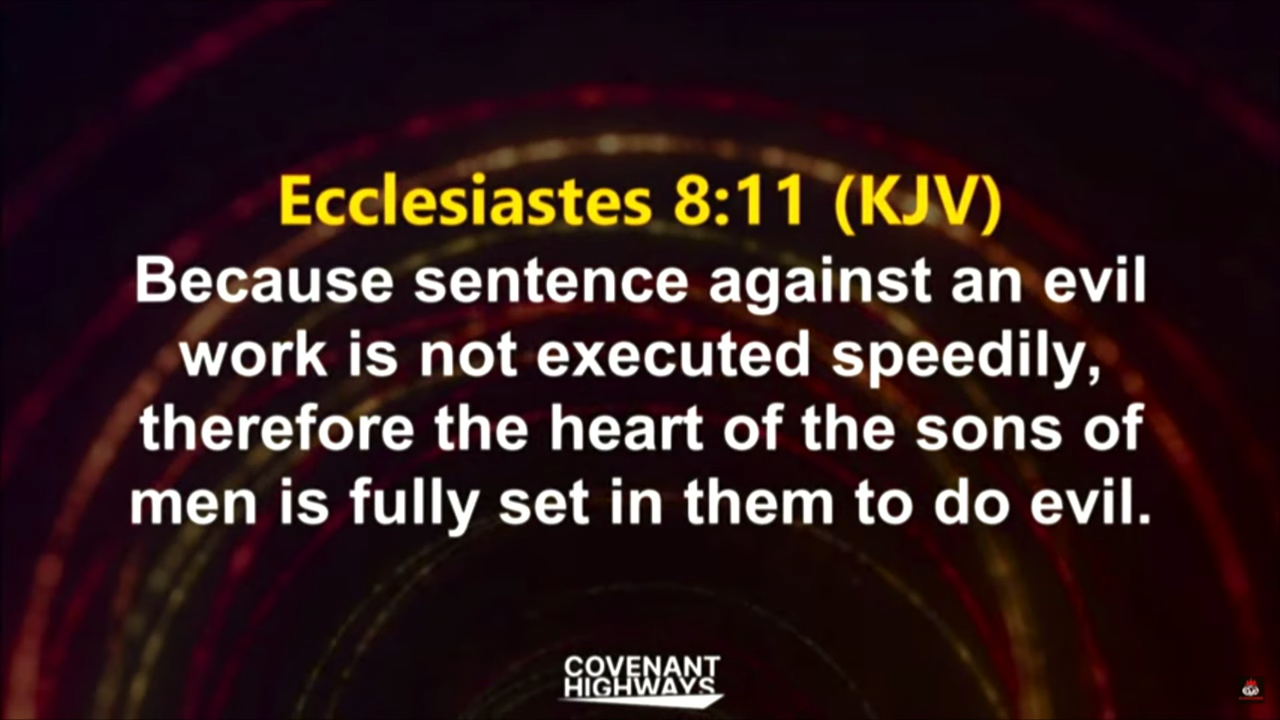 Ecclesiastes 8:11 (KJV)
Because sentence against an evil
work is not executed speedily,
therefore the heart of the sons of
men is fully set in them to do evil.
COVENANT
HIGHWAYS